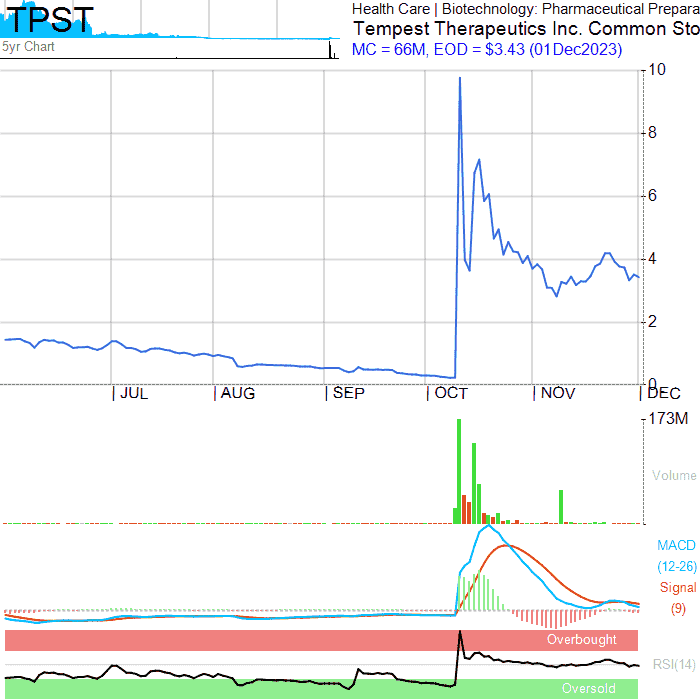 TPST
5yr Chart
Health Care | Biotechnology: Pharmaceutical Prepara
Tempest Therapeutics Inc. Common Sto
MC = 66M, EOD = $3.43 (01Dec2023)
10
8
6
4
2
0
JUL
AUG
SEP
OCT
NOV
DEC
173M
Volume
MACD
(12-26)
Signal
(9)
Overbought
RSI(14)
Oversold